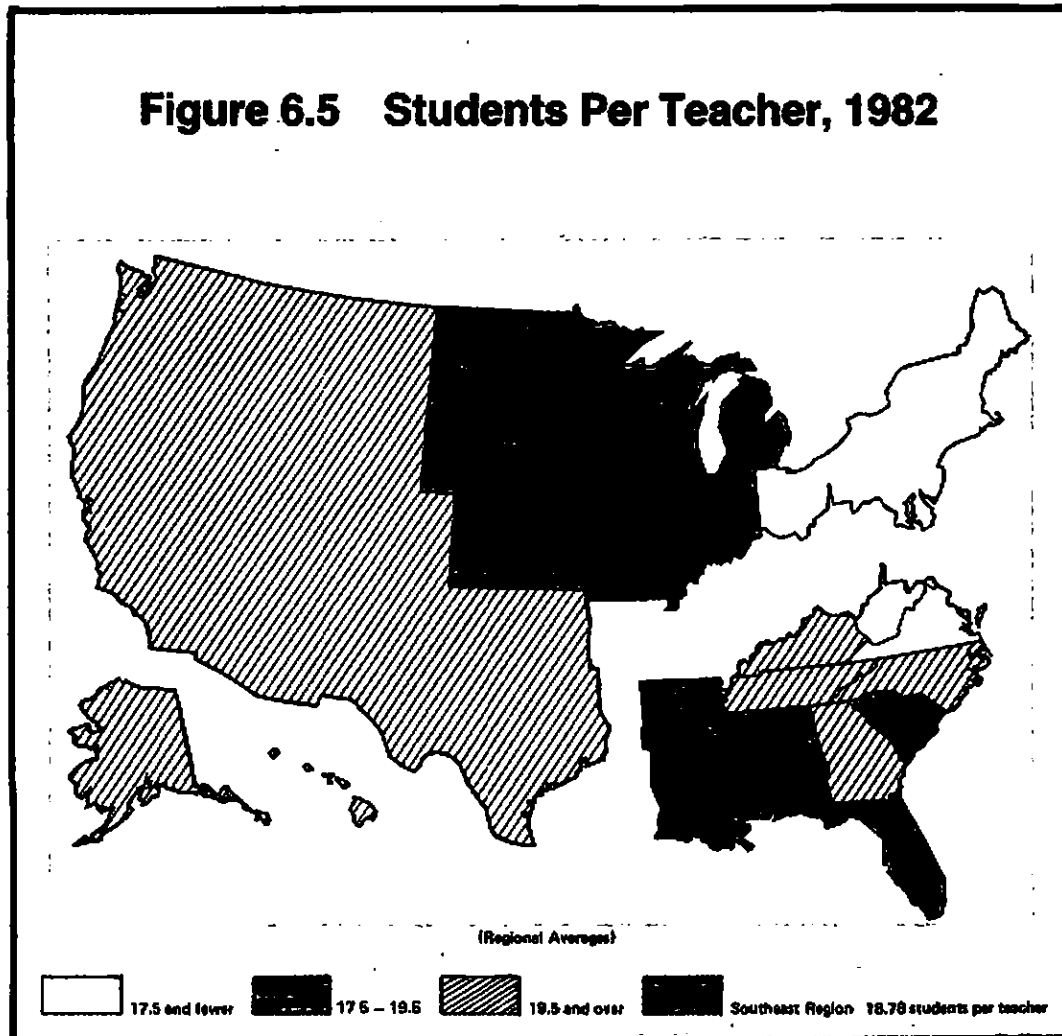 Figure 6.5 Students Per Teacher, 1982
(Regional Averages)
17.5 and fewer
17.5 – 19.5
19.5 and over
Southeast Region 18.78 students per teacher